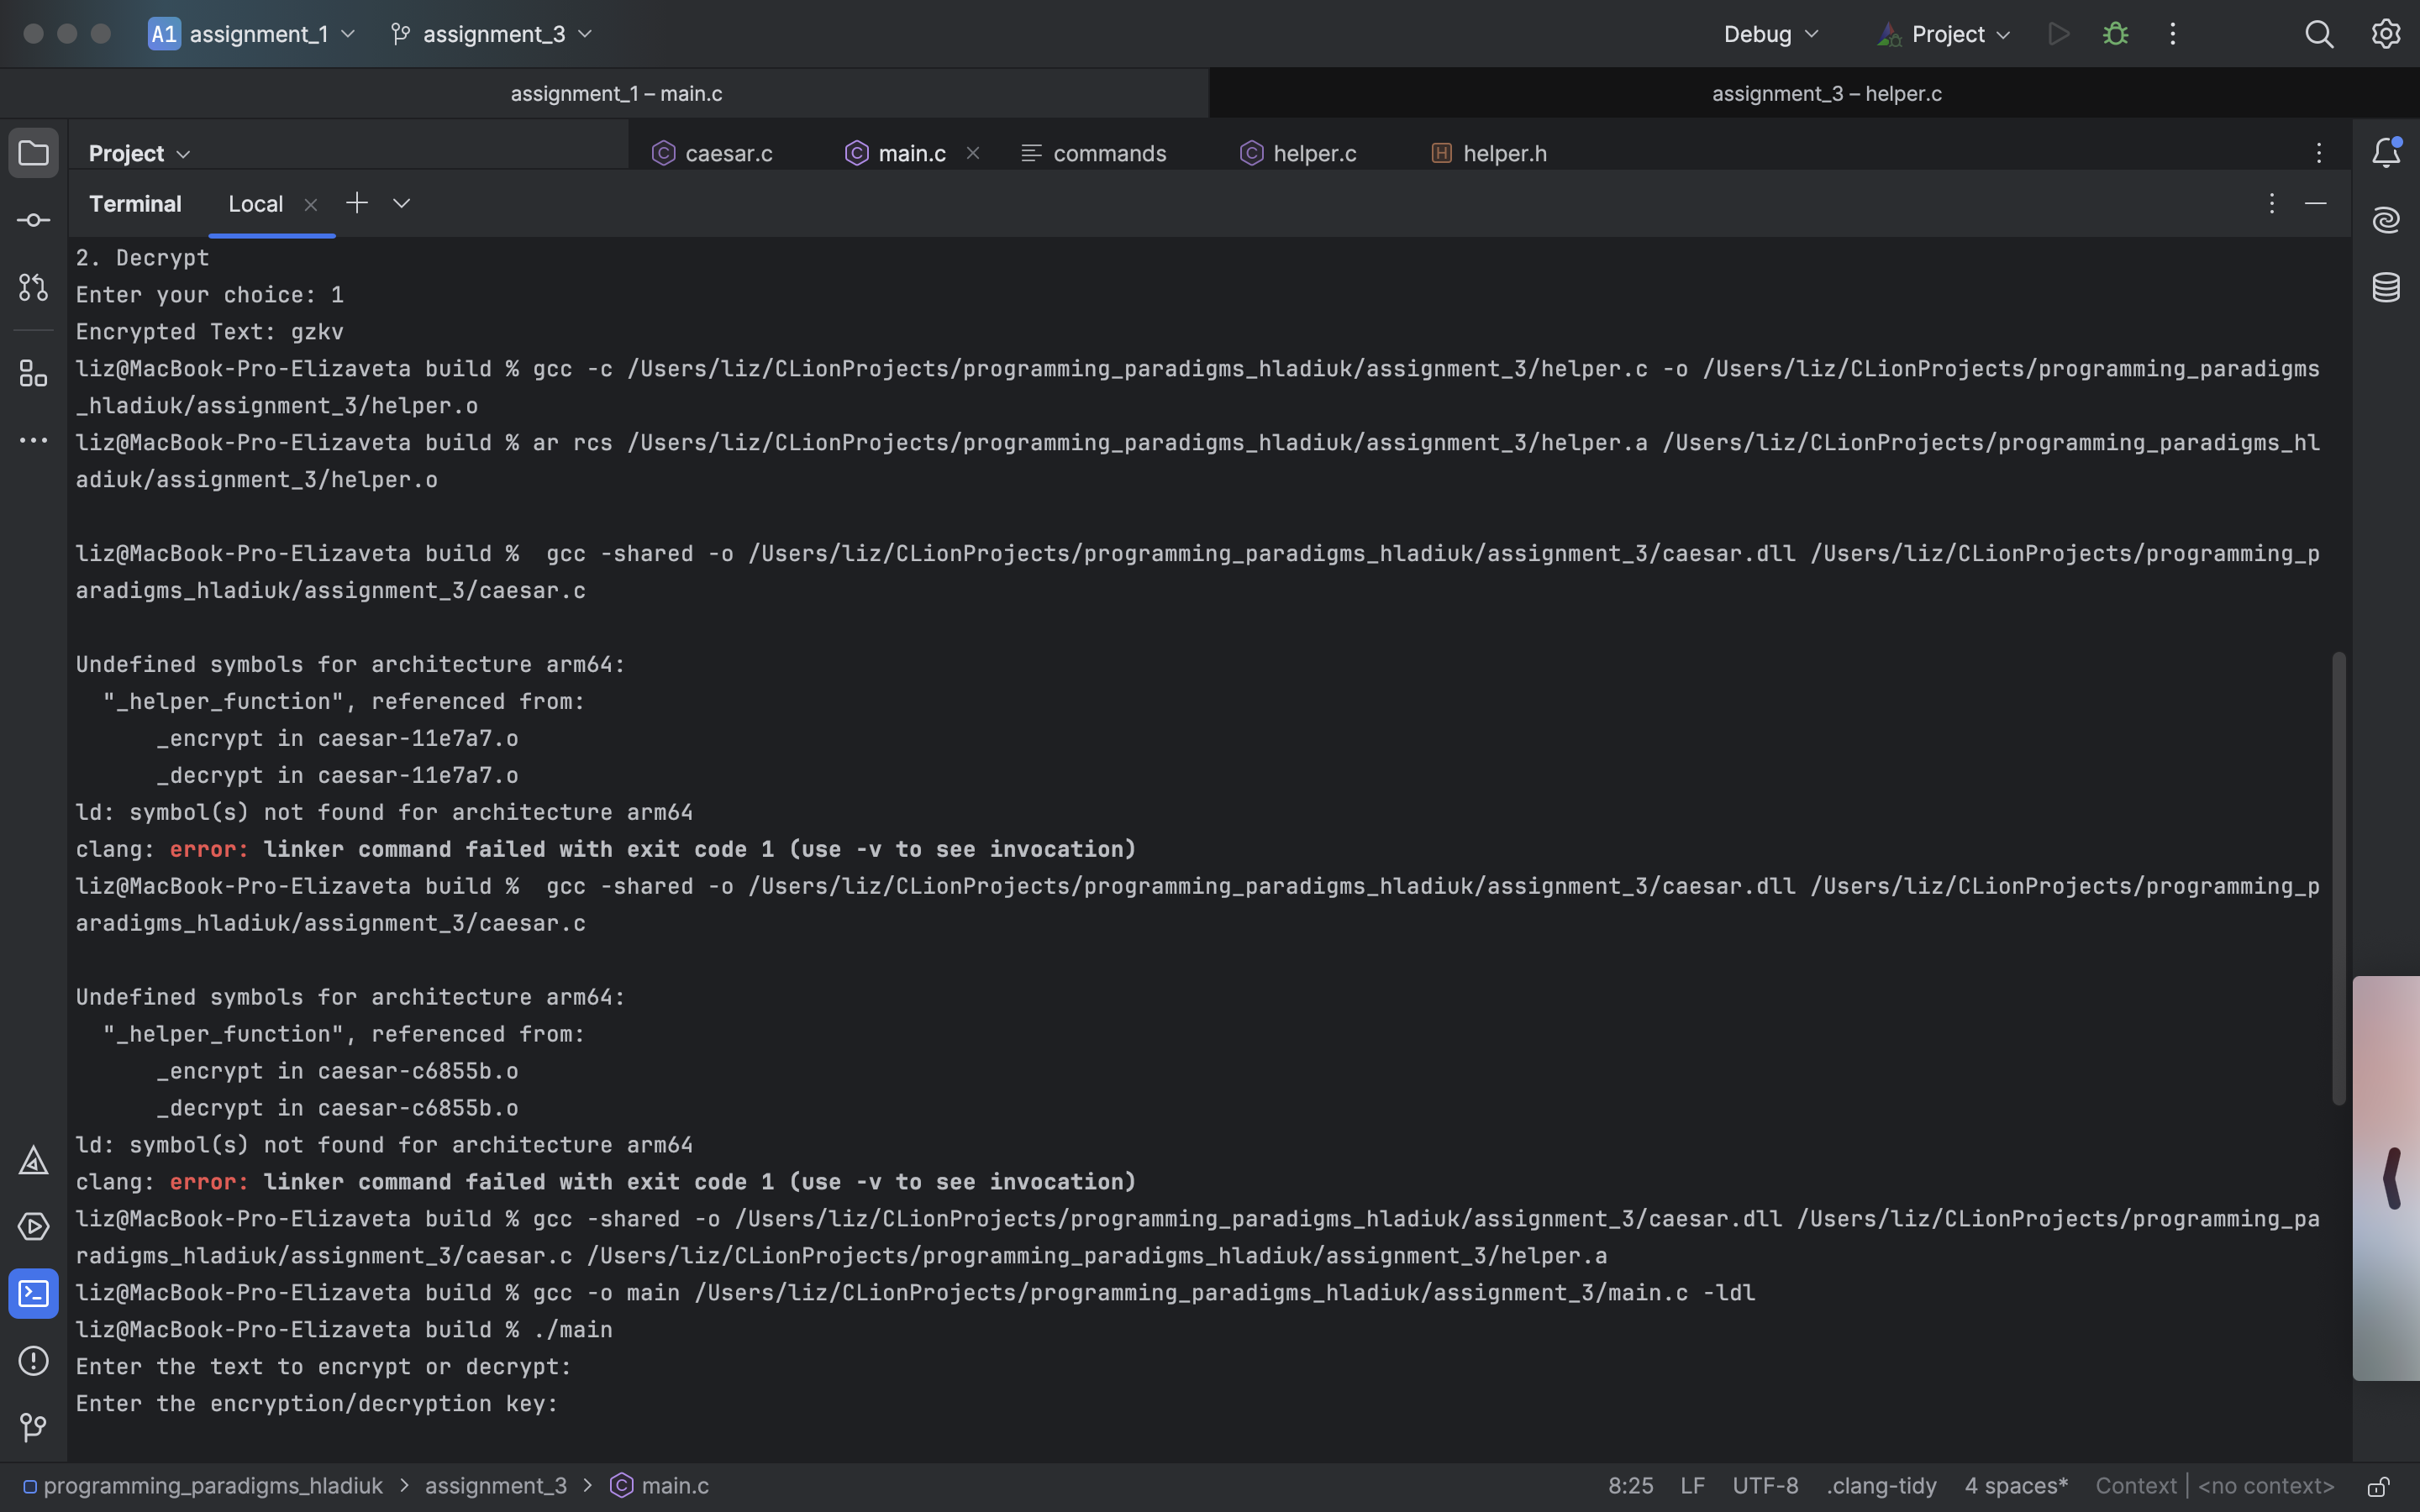 A1 assignment_1 assignment_3 Debug Project
assignment_1 – main.c assignment_3 – helper.c
Project caesar.c main.c commands helper.c helper.h
Terminal Local
2. Decrypt
Enter your choice: 1
Encrypted Text: gzkv
liz@MacBook-Pro-Elizaveta build % gcc -c /Users/liz/CLionProjects/programming_paradigms_hladiuk/assignment_3/helper.c -o /Users/liz/CLionProjects/programming_paradigms
_hladiuk/assignment_3/helper.o
liz@MacBook-Pro-Elizaveta build % ar rcs /Users/liz/CLionProjects/programming_paradigms_hladiuk/assignment_3/helper.a /Users/liz/CLionProjects/programming_paradigms_hl
adiuk/assignment_3/helper.o
liz@MacBook-Pro-Elizaveta build %  gcc -shared -o /Users/liz/CLionProjects/programming_paradigms_hladiuk/assignment_3/caesar.dll /Users/liz/CLionProjects/programming_p
aradigms_hladiuk/assignment_3/caesar.c
Undefined symbols for architecture arm64:
  "_helper_function", referenced from:
      _encrypt in caesar-11e7a7.o
      _decrypt in caesar-11e7a7.o
ld: symbol(s) not found for architecture arm64
clang: error: linker command failed with exit code 1 (use -v to see invocation)
liz@MacBook-Pro-Elizaveta build %  gcc -shared -o /Users/liz/CLionProjects/programming_paradigms_hladiuk/assignment_3/caesar.dll /Users/liz/CLionProjects/programming_p
aradigms_hladiuk/assignment_3/caesar.c
Undefined symbols for architecture arm64:
  "_helper_function", referenced from:
      _encrypt in caesar-c6855b.o
      _decrypt in caesar-c6855b.o
ld: symbol(s) not found for architecture arm64
clang: error: linker command failed with exit code 1 (use -v to see invocation)
liz@MacBook-Pro-Elizaveta build % gcc -shared -o /Users/liz/CLionProjects/programming_paradigms_hladiuk/assignment_3/caesar.dll /Users/liz/CLionProjects/programming_pa
radigms_hladiuk/assignment_3/caesar.c /Users/liz/CLionProjects/programming_paradigms_hladiuk/assignment_3/helper.a
liz@MacBook-Pro-Elizaveta build % gcc -o main /Users/liz/CLionProjects/programming_paradigms_hladiuk/assignment_3/main.c -ldl
liz@MacBook-Pro-Elizaveta build % ./main
Enter the text to encrypt or decrypt:
Enter the encryption/decryption key:
programming_paradigms_hladiuk > assignment_3 > main.c 8:25 LF UTF-8 .clang-tidy 4 spaces* Context | <no context>